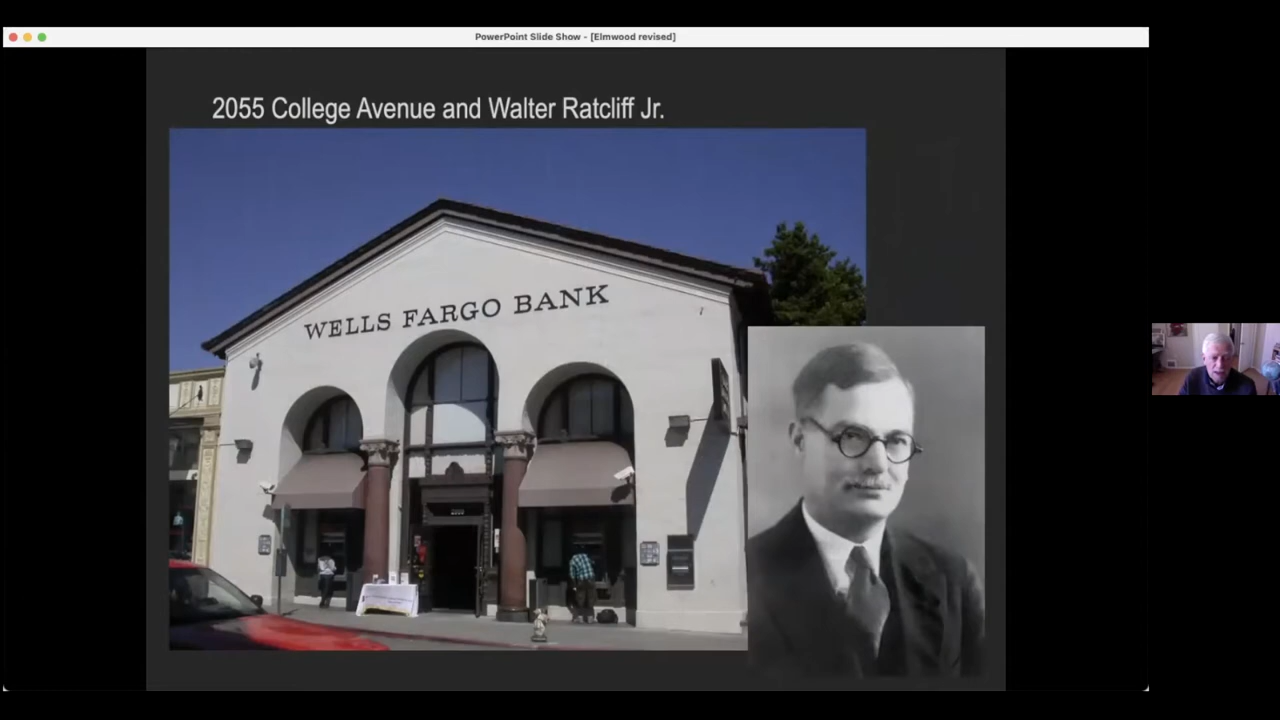 PowerPoint Slide Show - [Elmwood revised]
2055 College Avenue and Walter Ratcliff Jr.
WELLS FARGO BANK